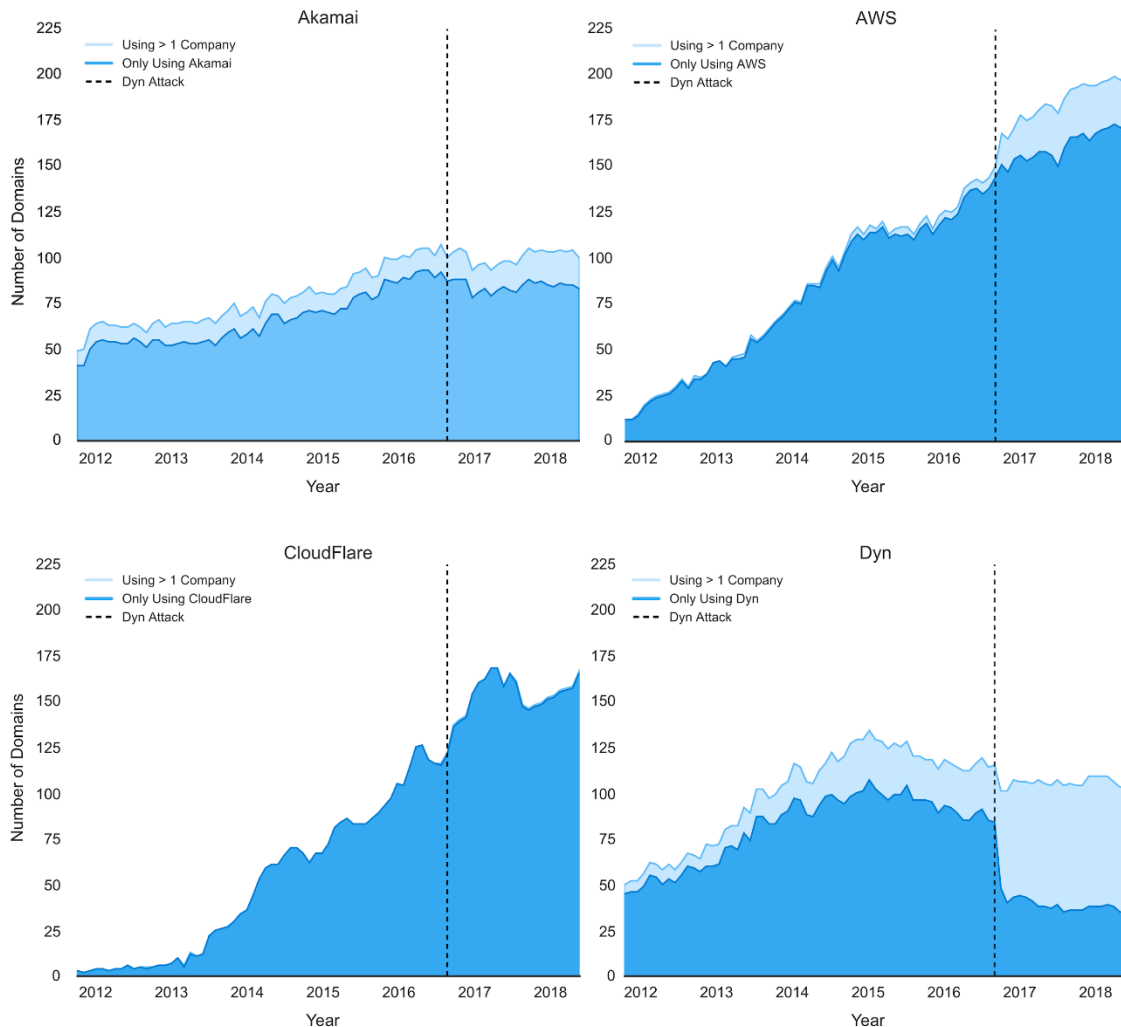 Akamai
225
200
175
150
125
100
75
50
25
0
Number of Domains
Using > 1 Company
Only Using Akamai
Dyn Attack
2012 2013 2014 2015 2016 2017 2018
Year
AWS
225
200
175
150
125
100
75
50
25
0
Using > 1 Company
Only Using AWS
Dyn Attack
2012 2013 2014 2015 2016 2017 2018
Year
CloudFlare
225
200
175
150
125
100
75
50
25
0
Number of Domains
Using > 1 Company
Only Using CloudFlare
Dyn Attack
2012 2013 2014 2015 2016 2017 2018
Year
Dyn
225
200
175
150
125
100
75
50
25
0
Using > 1 Company
Only Using Dyn
Dyn Attack
2012 2013 2014 2015 2016 2017 2018
Year